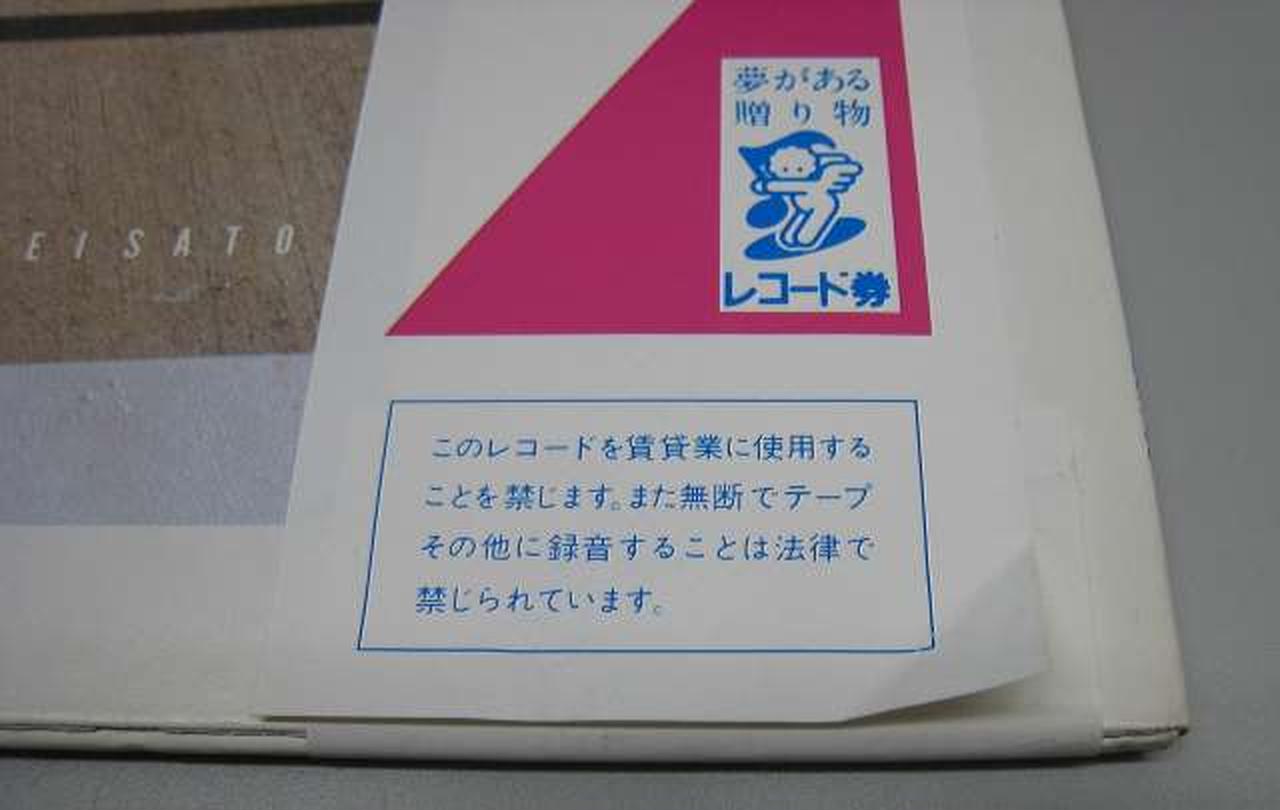 EISATO
夢がある
贈り物
レコード券
このレコードを賃貸業に使用する
ことを禁じます。また無断でテープ
その他に録音することは法律で
禁じられています。